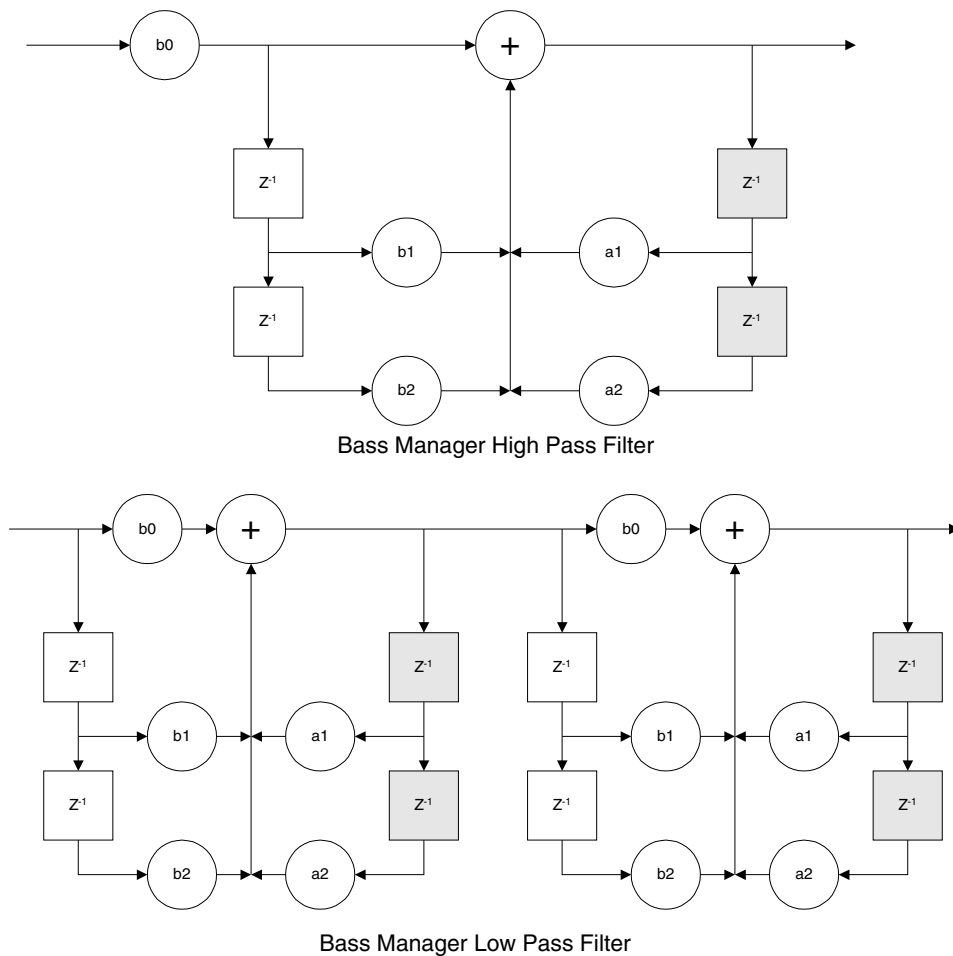 b0 +
Z⁻¹ Z⁻¹
b1 a1
Z⁻¹ Z⁻¹
b2 a2
Bass Manager High Pass Filter
b0 + b0 +
Z⁻¹ Z⁻¹ Z⁻¹ Z⁻¹
b1 a1 b1 a1
Z⁻¹ Z⁻¹ Z⁻¹ Z⁻¹
b2 a2 b2 a2
Bass Manager Low Pass Filter